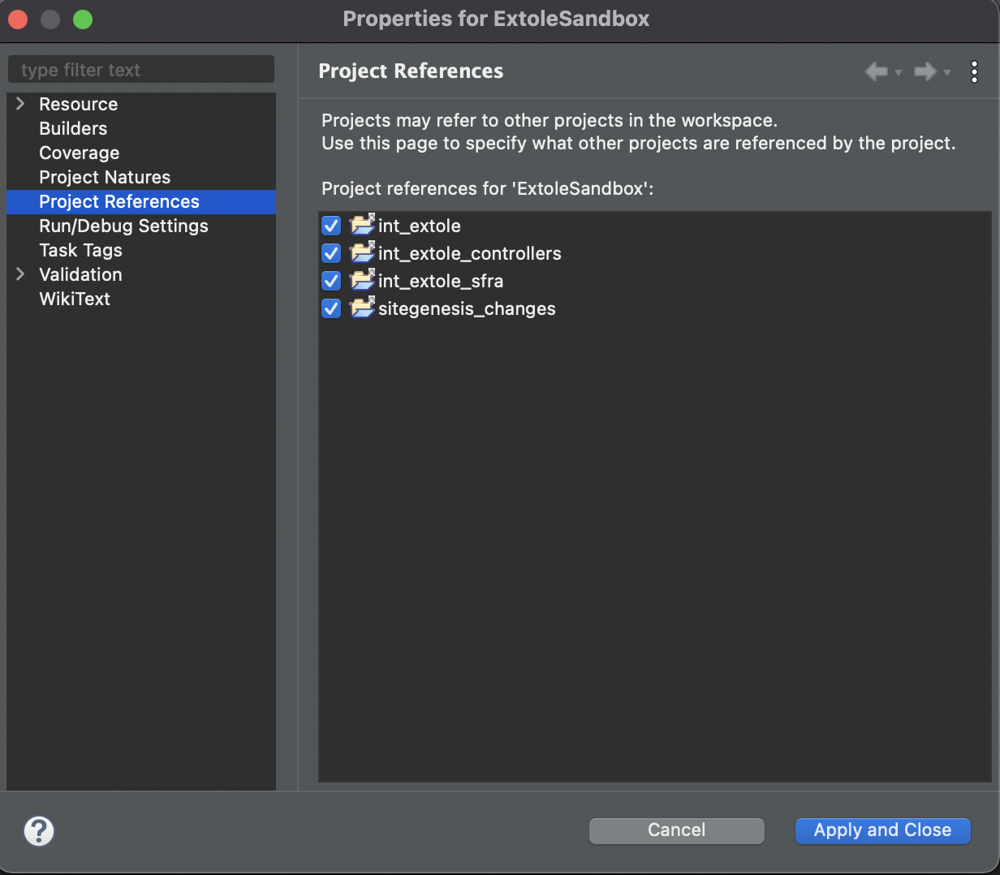 Properties for ExtoleSandbox
type filter text
Resource
Builders
Coverage
Project Natures
Project References
Run/Debug Settings
Task Tags
Validation
WikiText
Project References
Projects may refer to other projects in the workspace.
Use this page to specify what other projects are referenced by the project.
Project references for 'ExtoleSandbox':
int_extole
int_extole_controllers
int_extole_sfra
sitegenesis_changes
?
Cancel
Apply and Close